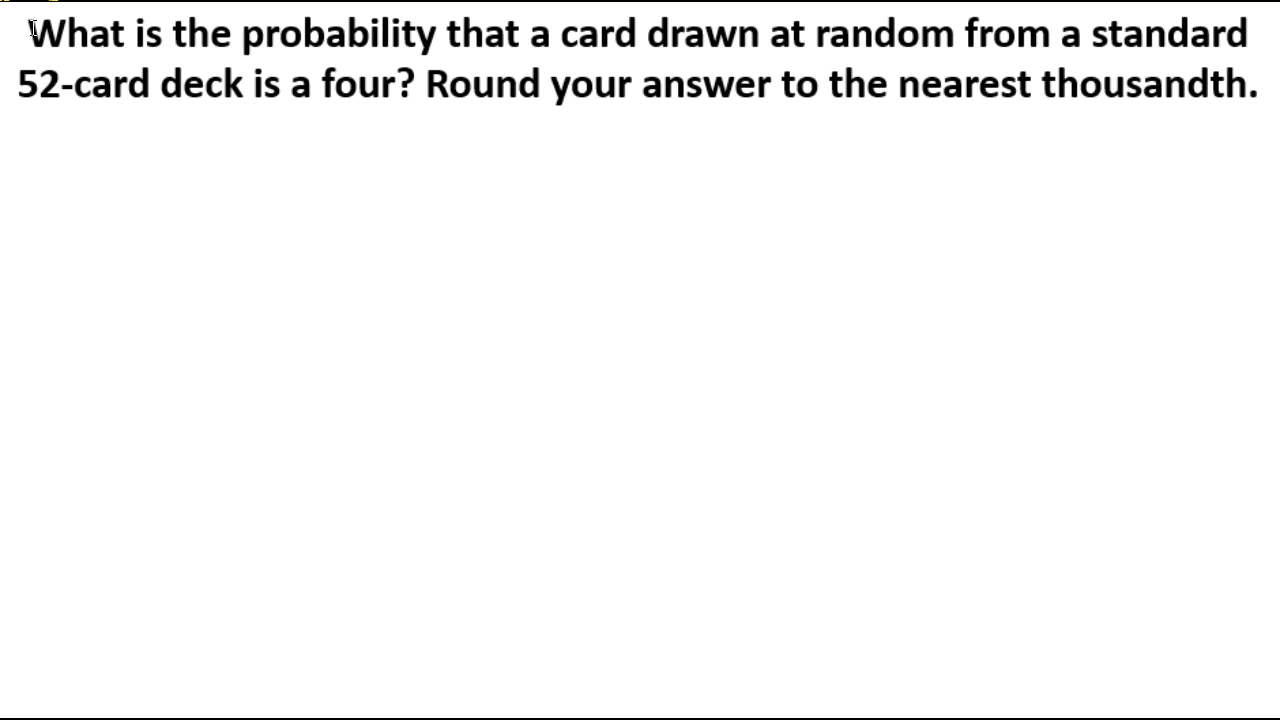 What is the probability that a card drawn at random from a standard
52-card deck is a four? Round your answer to the nearest thousandth.